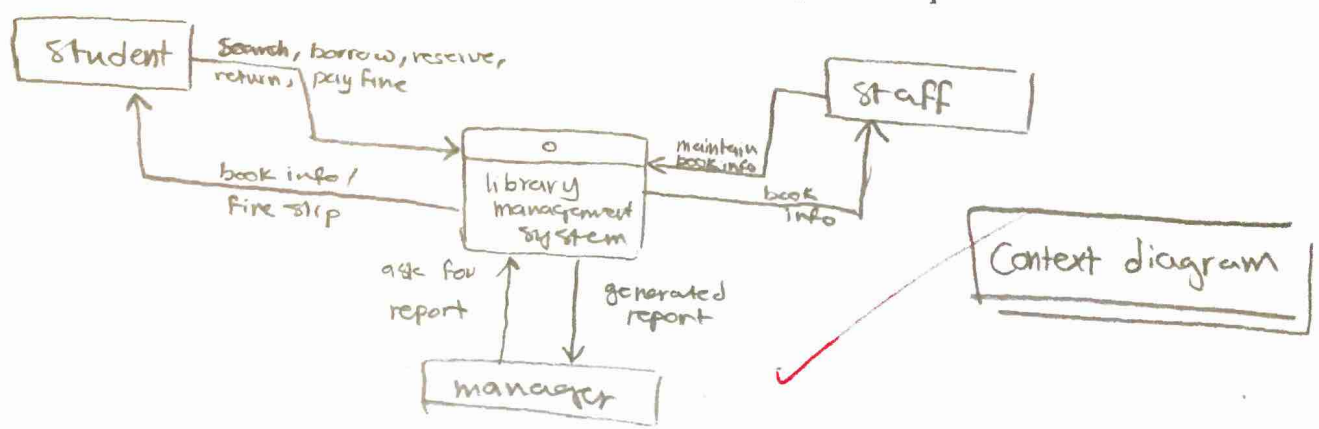 student
search, borrow, reserve,
return, pay fine
staff
maintain
book info
0
library
management
system
book info /
fine slip
book
info
Context diagram
ask for
report
generated
report
manager